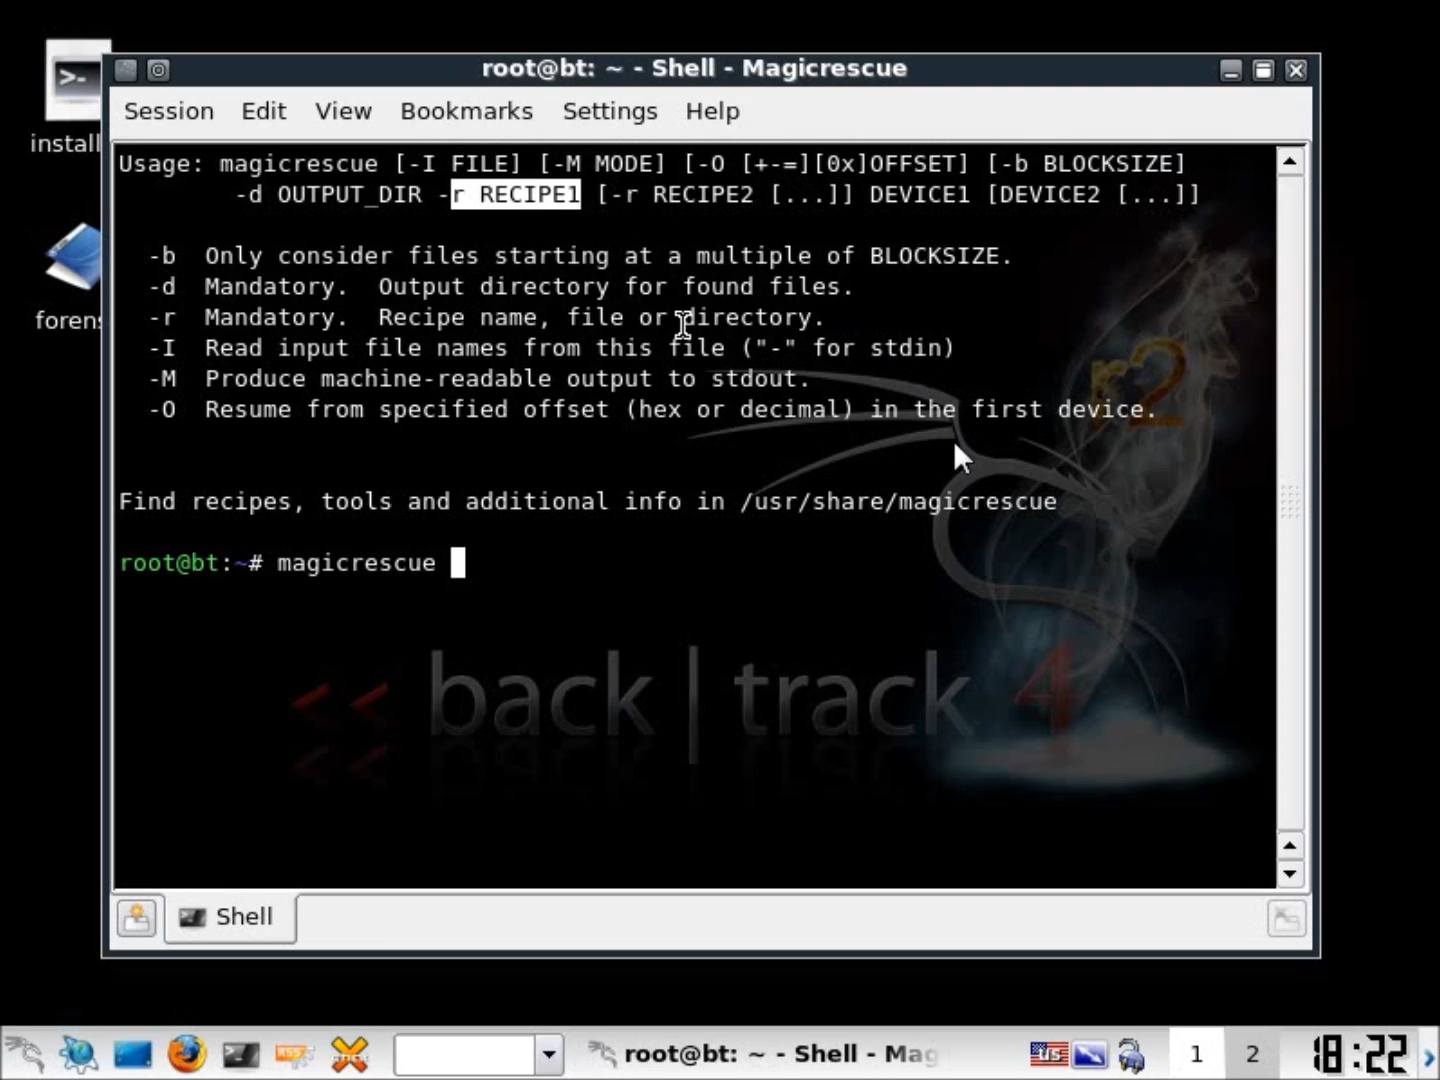 root@bt: ~ - Shell - Magicrescue
Session Edit View Bookmarks Settings Help
install
foren
Usage: magicrescue [-I FILE] [-M MODE] [-O [+-=][0x]OFFSET] [-b BLOCKSIZE]
-d OUTPUT_DIR -r RECIPE1 [-r RECIPE2 [...]] DEVICE1 [DEVICE2 [...]]
-b Only consider files starting at a multiple of BLOCKSIZE.
-d Mandatory. Output directory for found files.
-r Mandatory. Recipe name, file or directory.
-I Read input file names from this file ("-" for stdin)
-M Produce machine-readable output to stdout.
-O Resume from specified offset (hex or decimal) in the first device.
Find recipes, tools and additional info in /usr/share/magicrescue
root@bt:~# magicrescue
r2
<< back | track 4
Shell
RSS
root@bt: ~ - Shell - Mag
us
1 2
18:22